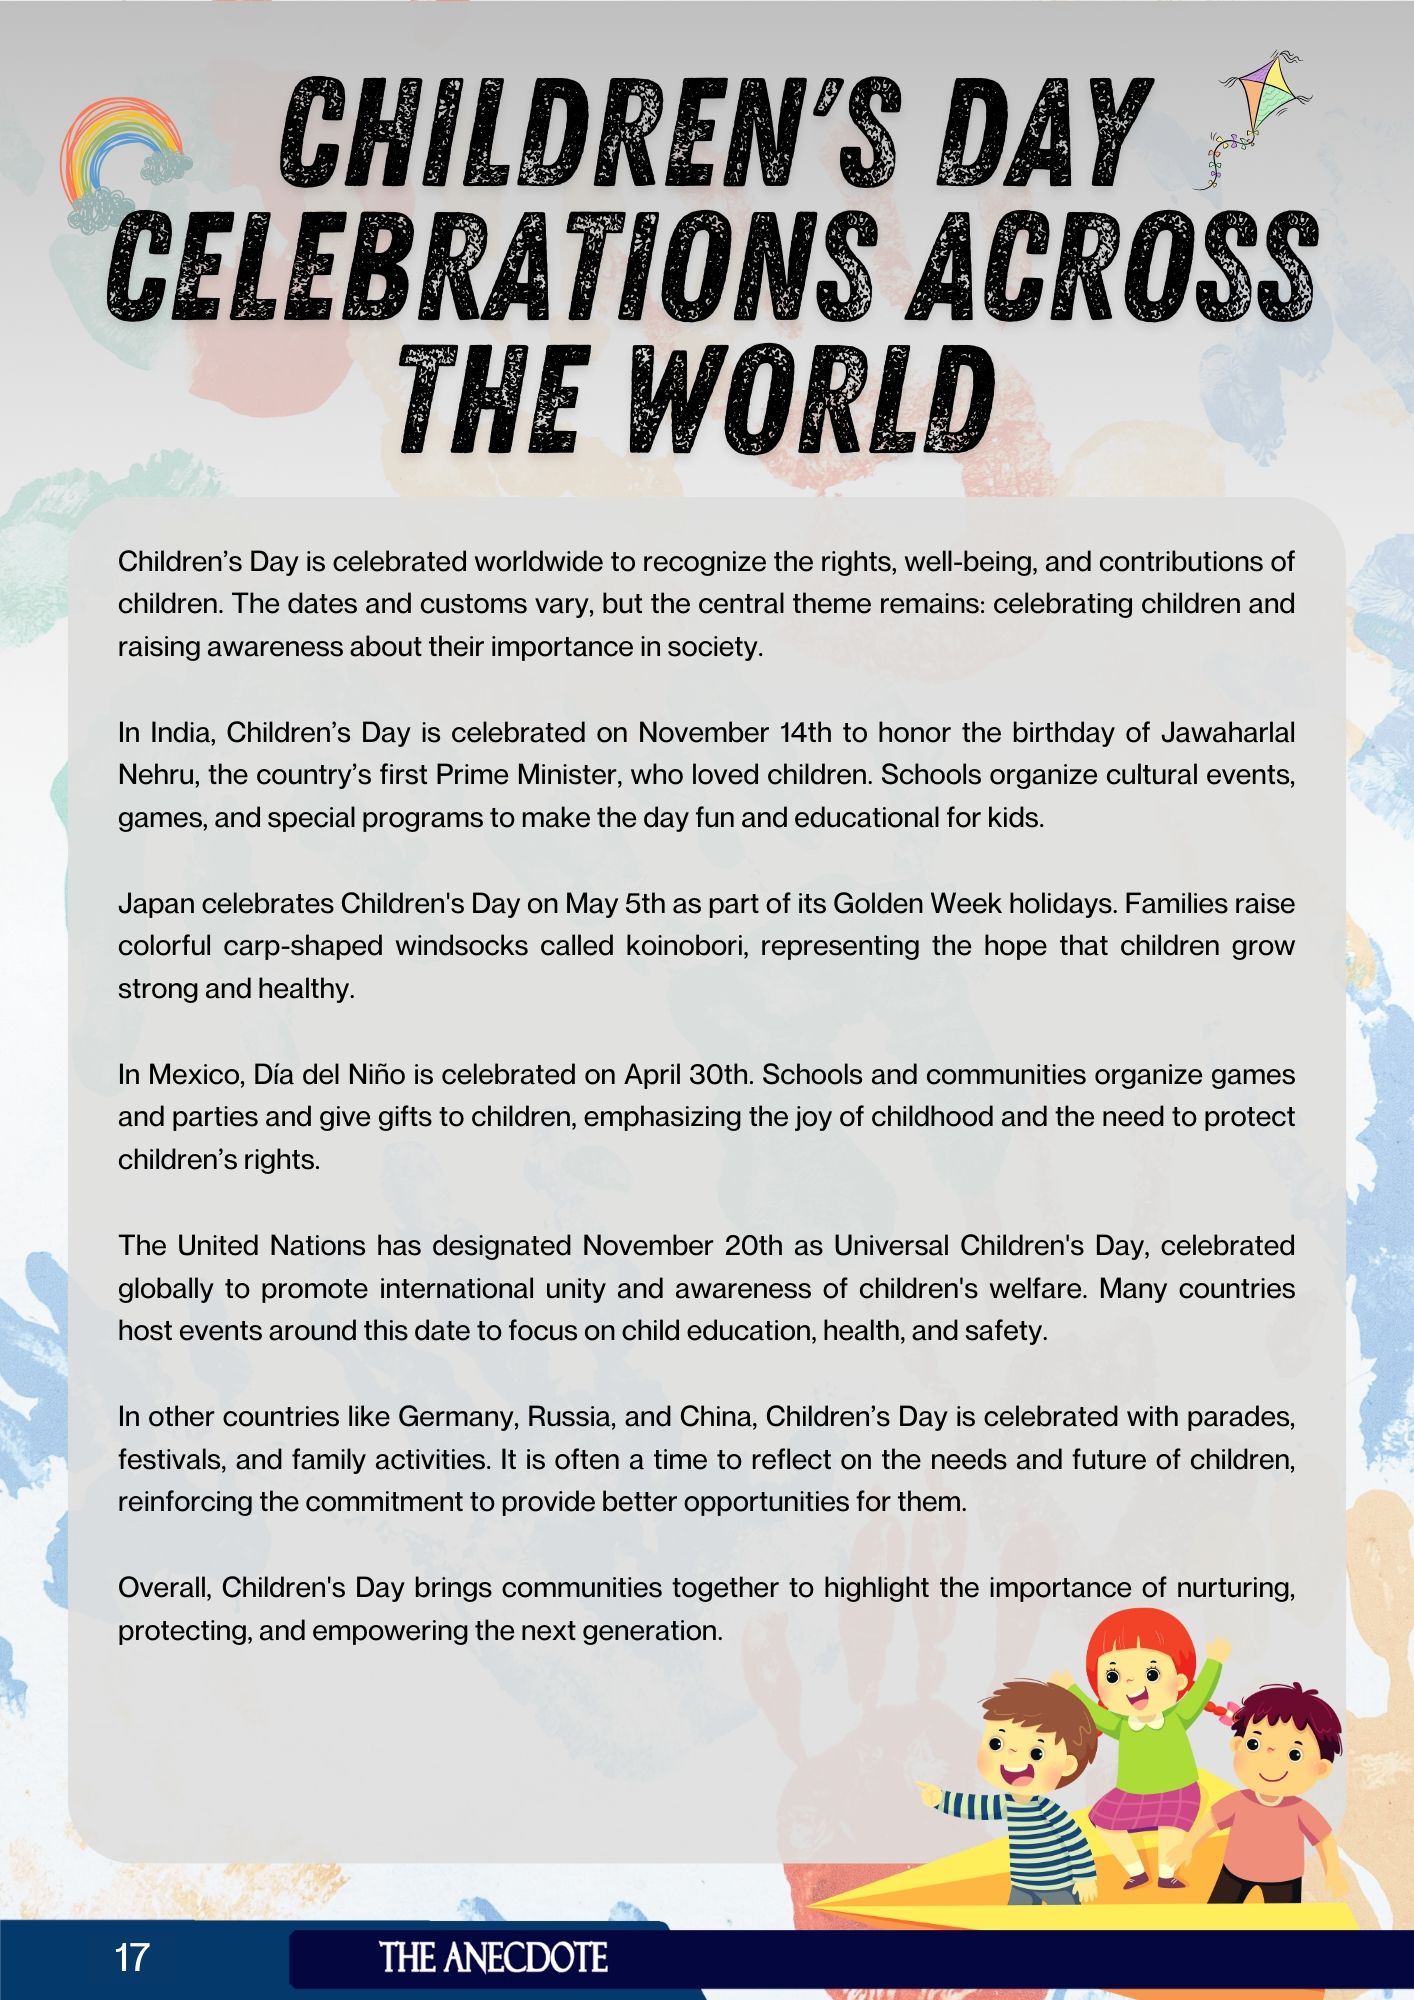 CHILDREN’S DAY
CELEBRATIONS ACROSS
THE WORLD
Children’s Day is celebrated worldwide to recognize the rights, well-being, and contributions of
children. The dates and customs vary, but the central theme remains: celebrating children and
raising awareness about their importance in society.
In India, Children’s Day is celebrated on November 14th to honor the birthday of Jawaharlal
Nehru, the country’s first Prime Minister, who loved children. Schools organize cultural events,
games, and special programs to make the day fun and educational for kids.
Japan celebrates Children's Day on May 5th as part of its Golden Week holidays. Families raise
colorful carp-shaped windsocks called koinobori, representing the hope that children grow
strong and healthy.
In Mexico, Día del Niño is celebrated on April 30th. Schools and communities organize games
and parties and give gifts to children, emphasizing the joy of childhood and the need to protect
children’s rights.
The United Nations has designated November 20th as Universal Children's Day, celebrated
globally to promote international unity and awareness of children's welfare. Many countries
host events around this date to focus on child education, health, and safety.
In other countries like Germany, Russia, and China, Children’s Day is celebrated with parades,
festivals, and family activities. It is often a time to reflect on the needs and future of children,
reinforcing the commitment to provide better opportunities for them.
Overall, Children's Day brings communities together to highlight the importance of nurturing,
protecting, and empowering the next generation.
17
THE ANECDOTE